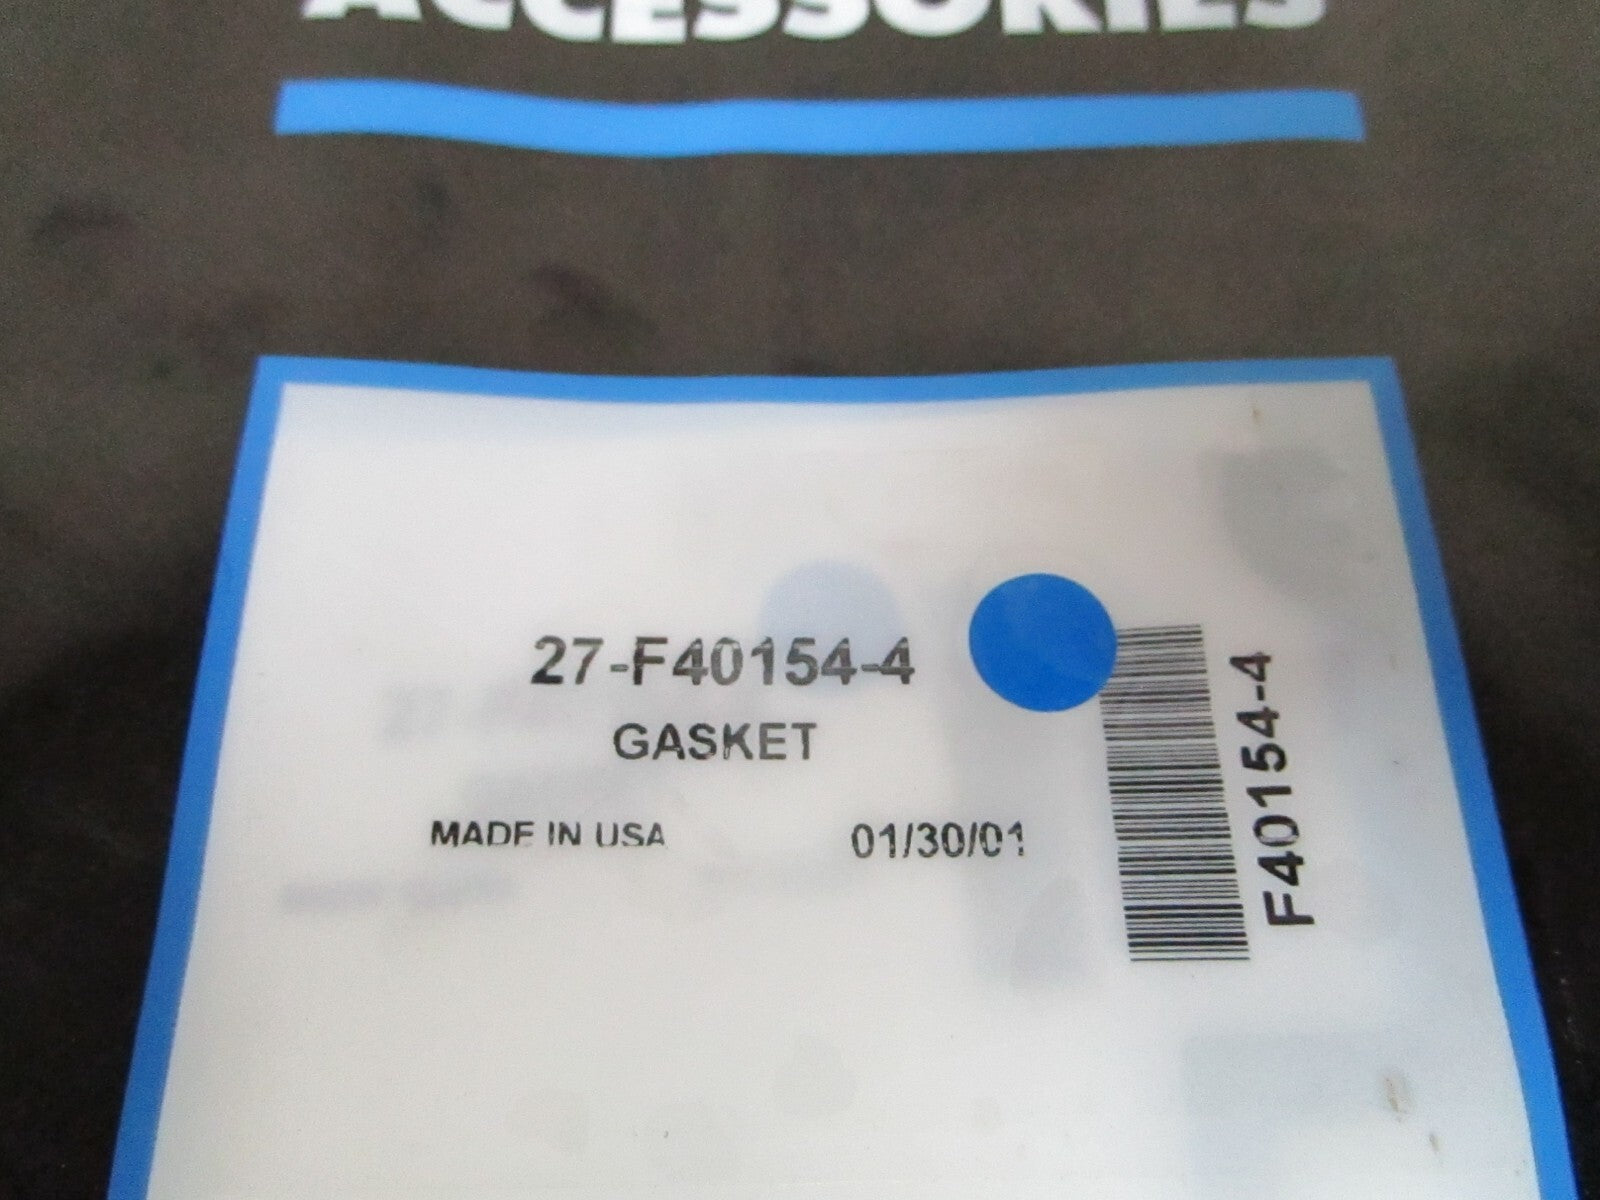 ACCESSORIES
27-F40154-4
GASKET
MADE IN USA 01/30/01
F40154-4